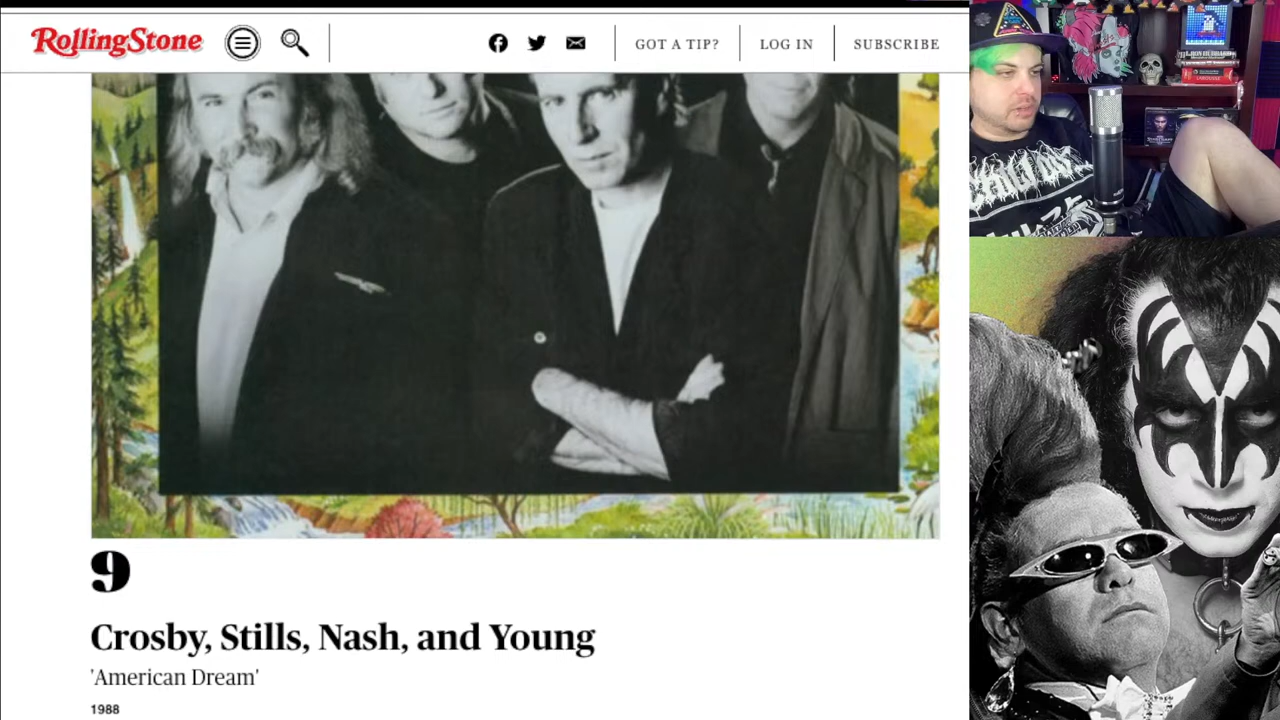 RollingStone
GOT A TIP?
LOG IN
SUBSCRIBE
9
Crosby, Stills, Nash, and Young
'American Dream'
1988